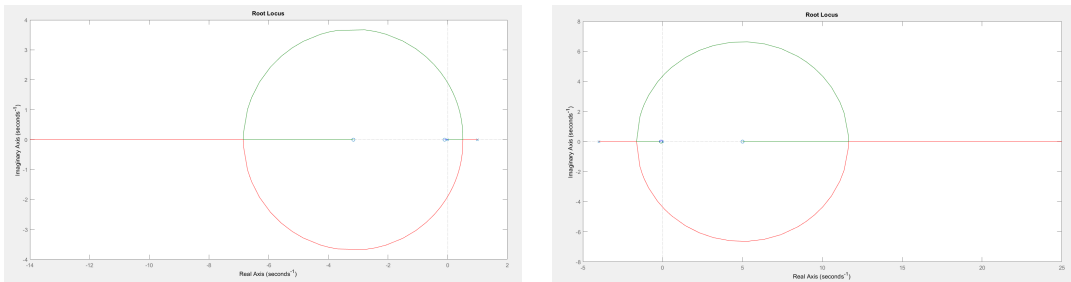 Root Locus
4
3
2
1
0
-1
-2
-3
-4
Imaginary Axis (seconds⁻¹)
-14 -12 -10 -8 -6 -4 -2 0 2
Real Axis (seconds⁻¹)
Root Locus
8
6
4
2
0
-2
-4
-6
-8
Imaginary Axis (seconds⁻¹)
-5 0 5 10 15 20 25
Real Axis (seconds⁻¹)